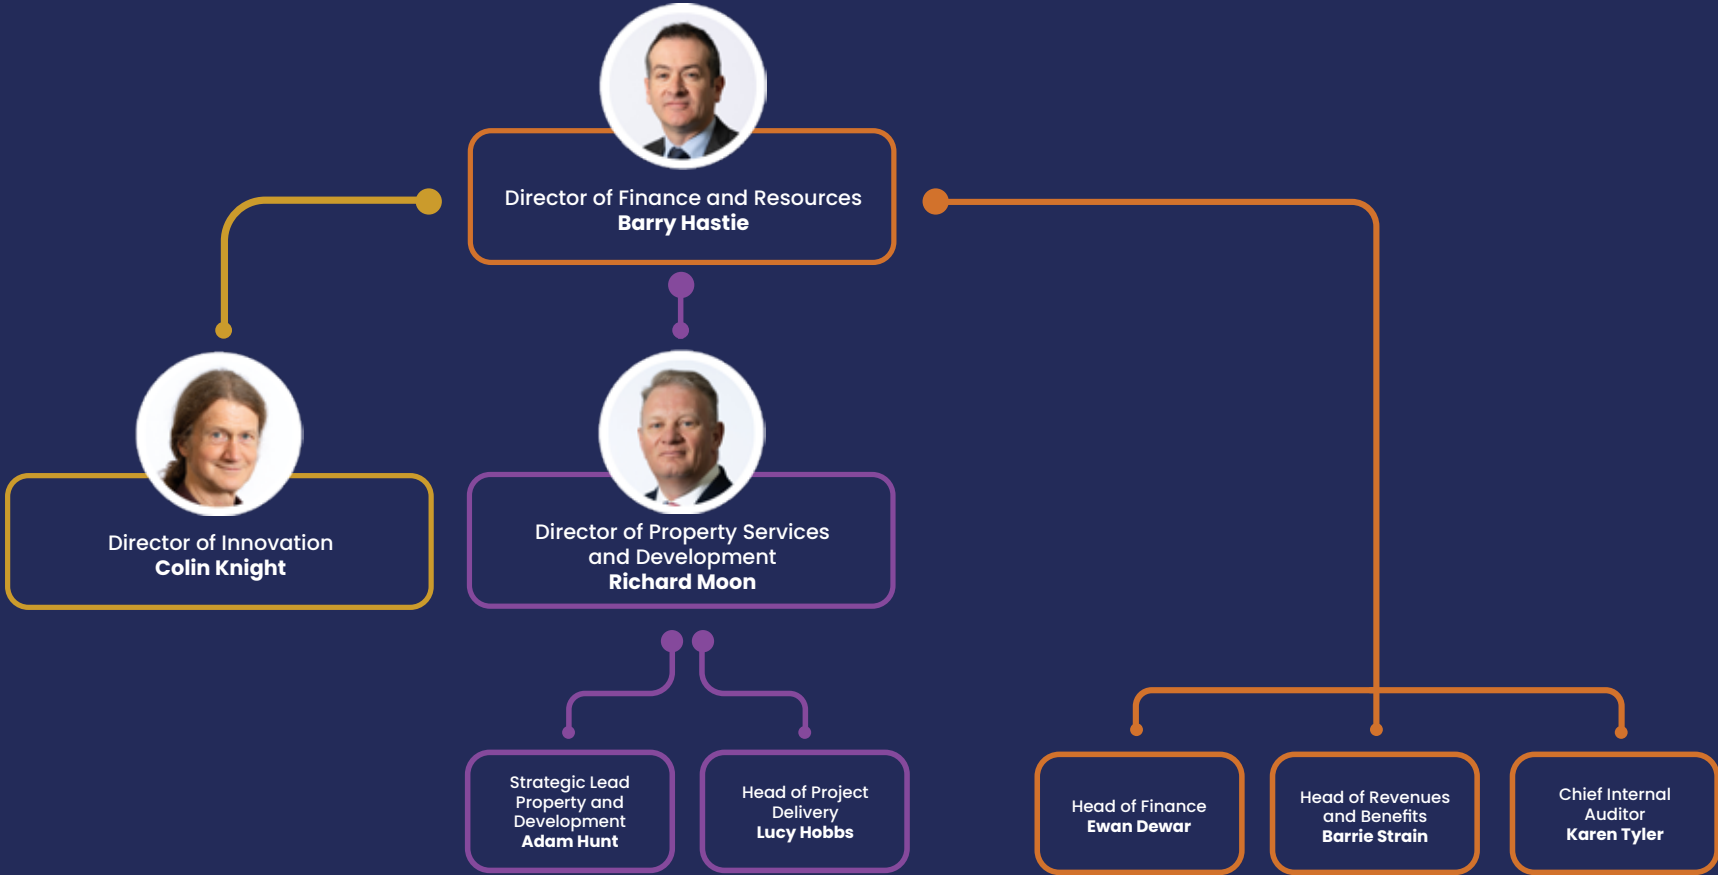 Director of Finance and Resources
Barry Hastie
Director of Innovation
Colin Knight
Director of Property Services
and Development
Richard Moon
Strategic Lead
Property and
Development
Adam Hunt
Head of Project
Delivery
Lucy Hobbs
Head of Finance
Ewan Dewar
Head of Revenues
and Benefits
Barrie Strain
Chief Internal
Auditor
Karen Tyler